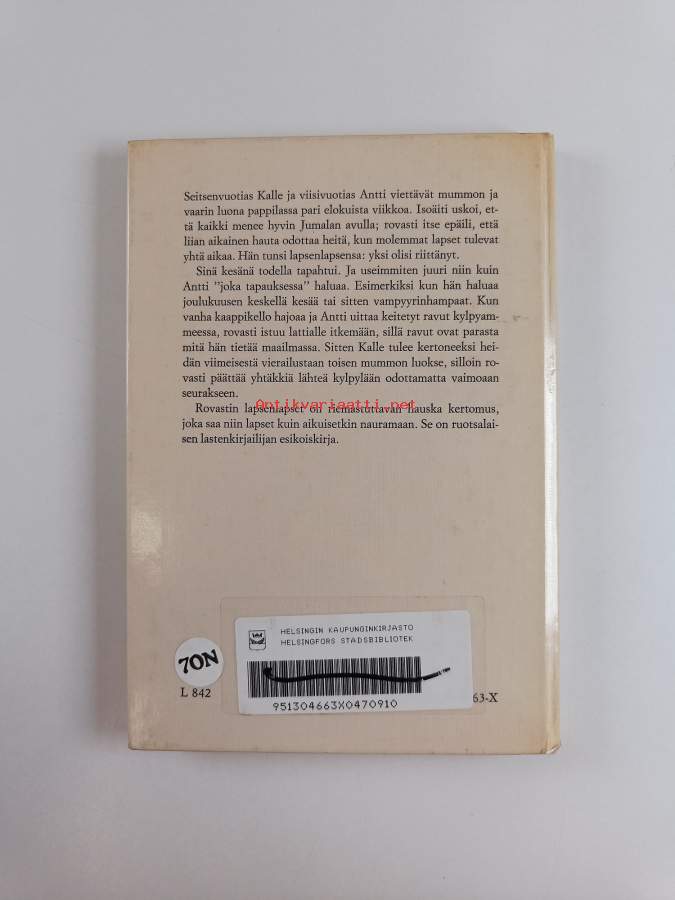 Seitsenvuotias Kalle ja viisivuotias Antti viettävät mummon ja
vaarin luona pappilassa pari elokuista viikkoa. Isoäiti uskoi, et-
tä kaikki menee hyvin Jumalan avulla; rovasti itse epäili, että
liian aikainen hauta odottaa heitä, kun molemmat lapset tulevat
yhtä aikaa. Hän tunsi lapsenlapsensa: yksi olisi riittänyt.
Sinä kesänä todella tapahtui. Ja useimmiten juuri niin kuin
Antti "joka tapauksessa" haluaa. Esimerkiksi kun hän haluaa
joulukuusen keskellä kesää tai sitten vampyyrinhampaat. Kun
vanha kaappikello hajoaa ja Antti uittaa keitetyt ravut kylpyam-
meessa, rovasti istuu lattialle itkemään, sillä ravut ovat parasta
mitä hän tietää maailmassa. Sitten Kalle tulee kertoneeksi hei-
dän viimeisestä vierailustaan toisen mummon luokse, silloin ro-
vasti päättää yhtäkkiä lähteä kylpylään odottamatta vaimoaan
seurakseen.
Antikvariaatti.net
Rovastin lapsenlapset on riemastuttavan hauska kertomus,
joka saa niin lapset kuin aikuisetkin nauramaan. Se on ruotsalai-
sen lastenkirjailijan esikoiskirja.
HELSINGIN KAUPUNGINKIRJASTO
HELSINGFORS STADSBIBLIOTEK
70N
L 842
951304663X0470910
63-X